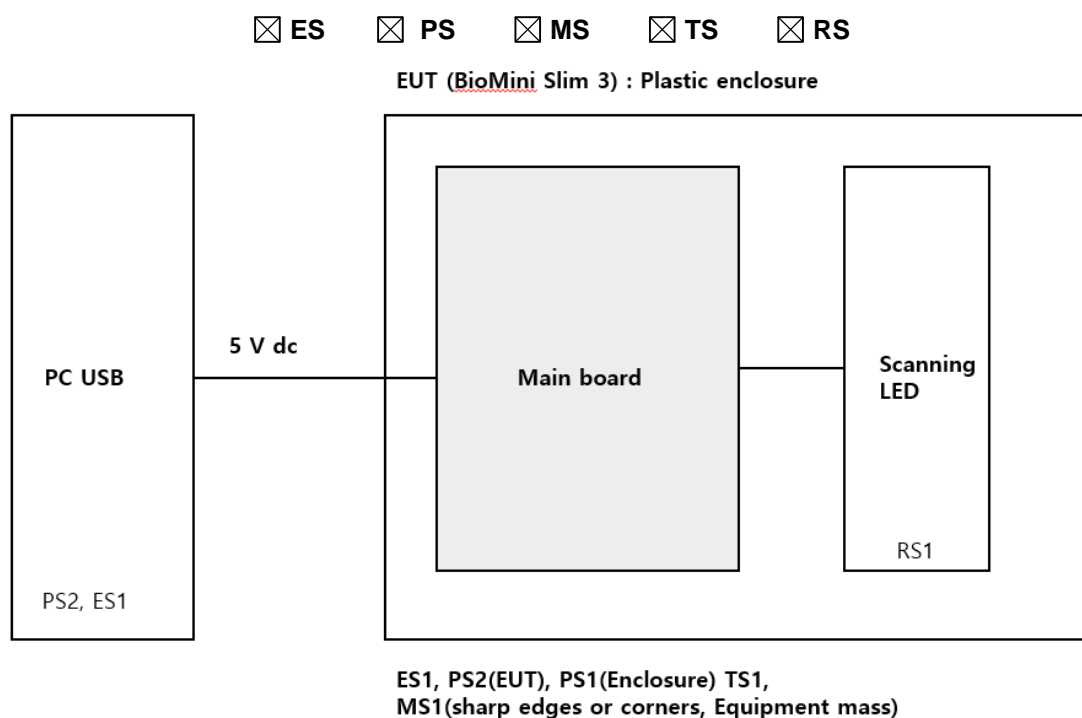 ☒ ES ☒ PS ☒ MS ☒ TS ☒ RS
EUT (BioMini Slim 3) : Plastic enclosure
5 V dc
PC USB
Main board
Scanning
LED
RS1
PS2, ES1
ES1, PS2(EUT), PS1(Enclosure) TS1,
MS1(sharp edges or corners, Equipment mass)